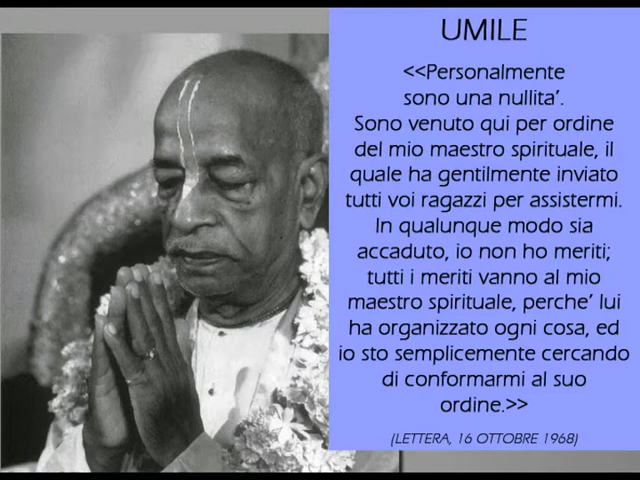 UMILE
<<Personalmente
sono una nullita'.
Sono venuto qui per ordine
del mio maestro spirituale, il
quale ha gentilmente inviato
tutti voi ragazzi per assistermi.
In qualunque modo sia
accaduto, io non ho meriti;
tutti i meriti vanno al mio
maestro spirituale, perche' lui
ha organizzato ogni cosa, ed
io sto semplicemente cercando
di conformarmi al suo
ordine.>>
(LETTERA, 16 OTTOBRE 1968)